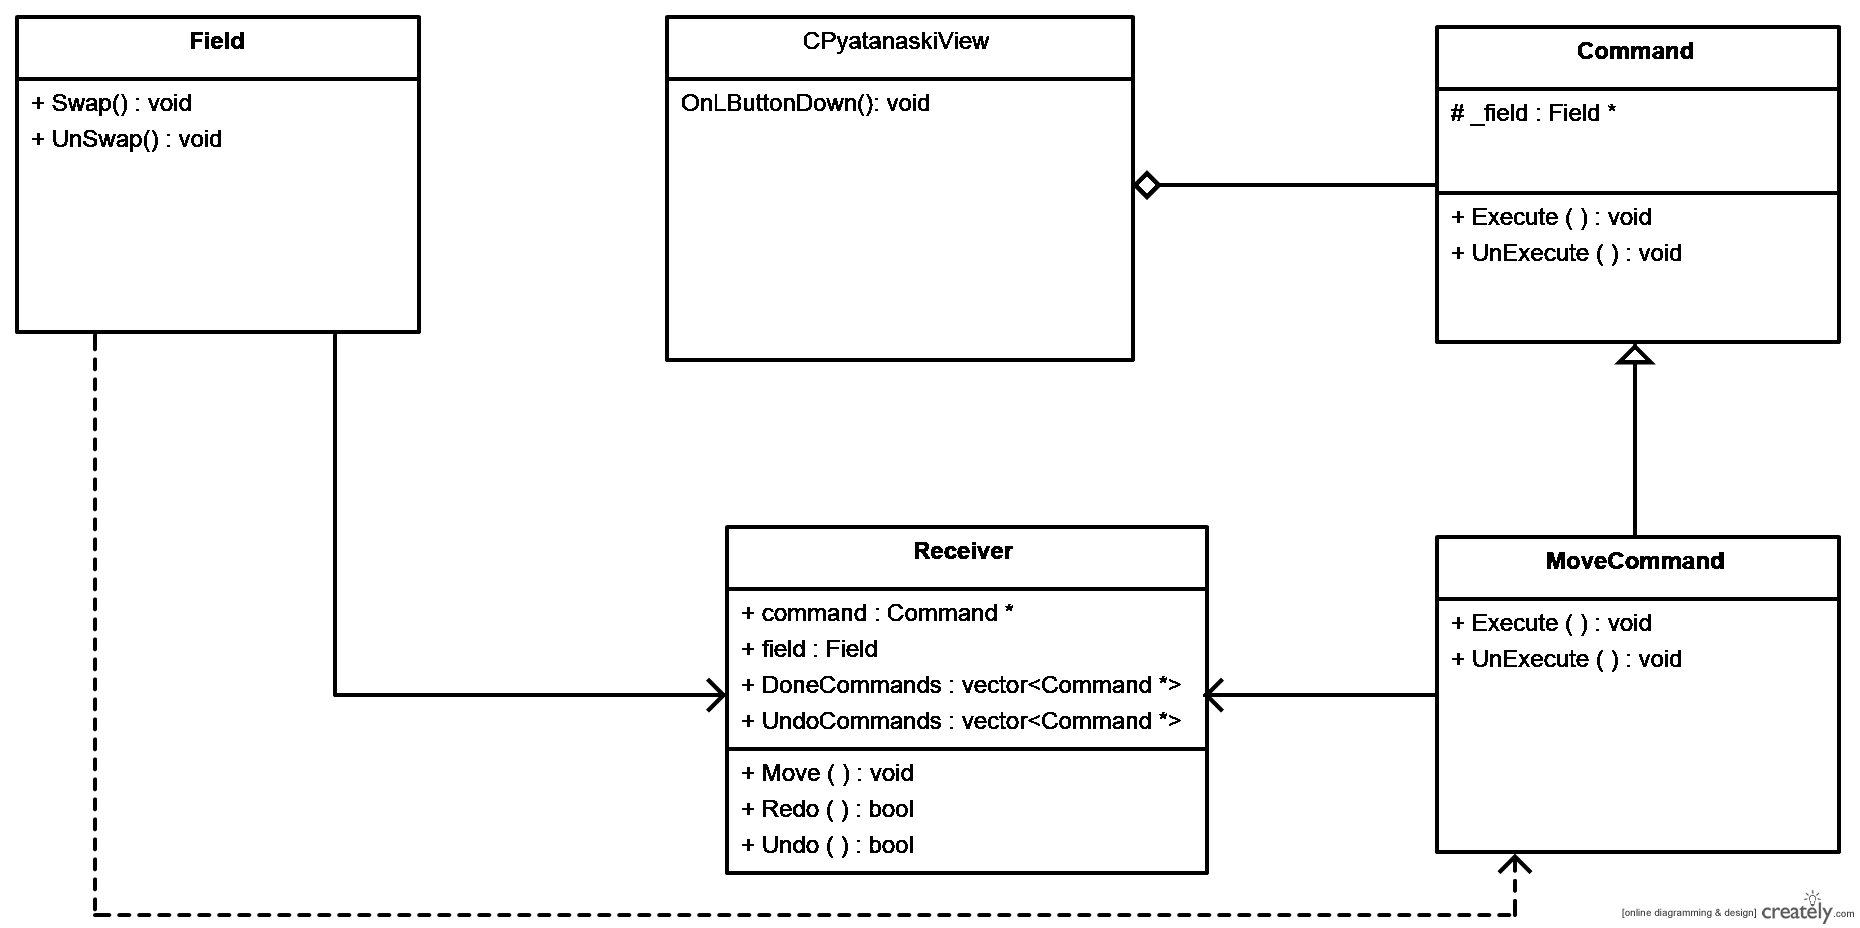 Field
+ Swap() : void
+ UnSwap() : void
CPyatanaskiView
OnLButtonDown(): void
Command
# _field : Field *
+ Execute ( ) : void
+ UnExecute ( ) : void
Receiver
+ command : Command *
+ field : Field
+ DoneCommands : vector<Command *>
+ UndoCommands : vector<Command *>
+ Move ( ) : void
+ Redo ( ) : bool
+ Undo ( ) : bool
MoveCommand
+ Execute ( ) : void
+ UnExecute ( ) : void
[online diagramming & design] creately.com